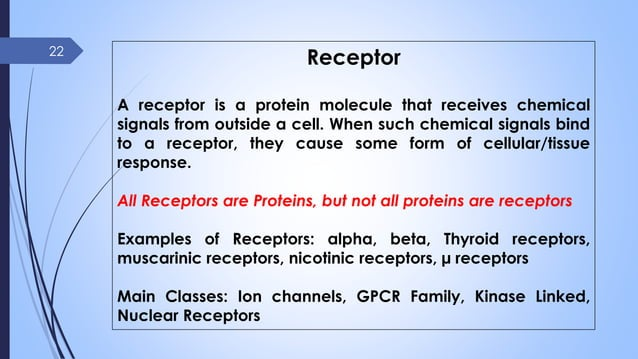 22
Receptor
A receptor is a protein molecule that receives chemical
signals from outside a cell. When such chemical signals bind
to a receptor, they cause some form of cellular/tissue
response.
All Receptors are Proteins, but not all proteins are receptors
Examples of Receptors: alpha, beta, Thyroid receptors,
muscarinic receptors, nicotinic receptors, µ receptors
Main Classes: Ion channels, GPCR Family, Kinase Linked,
Nuclear Receptors